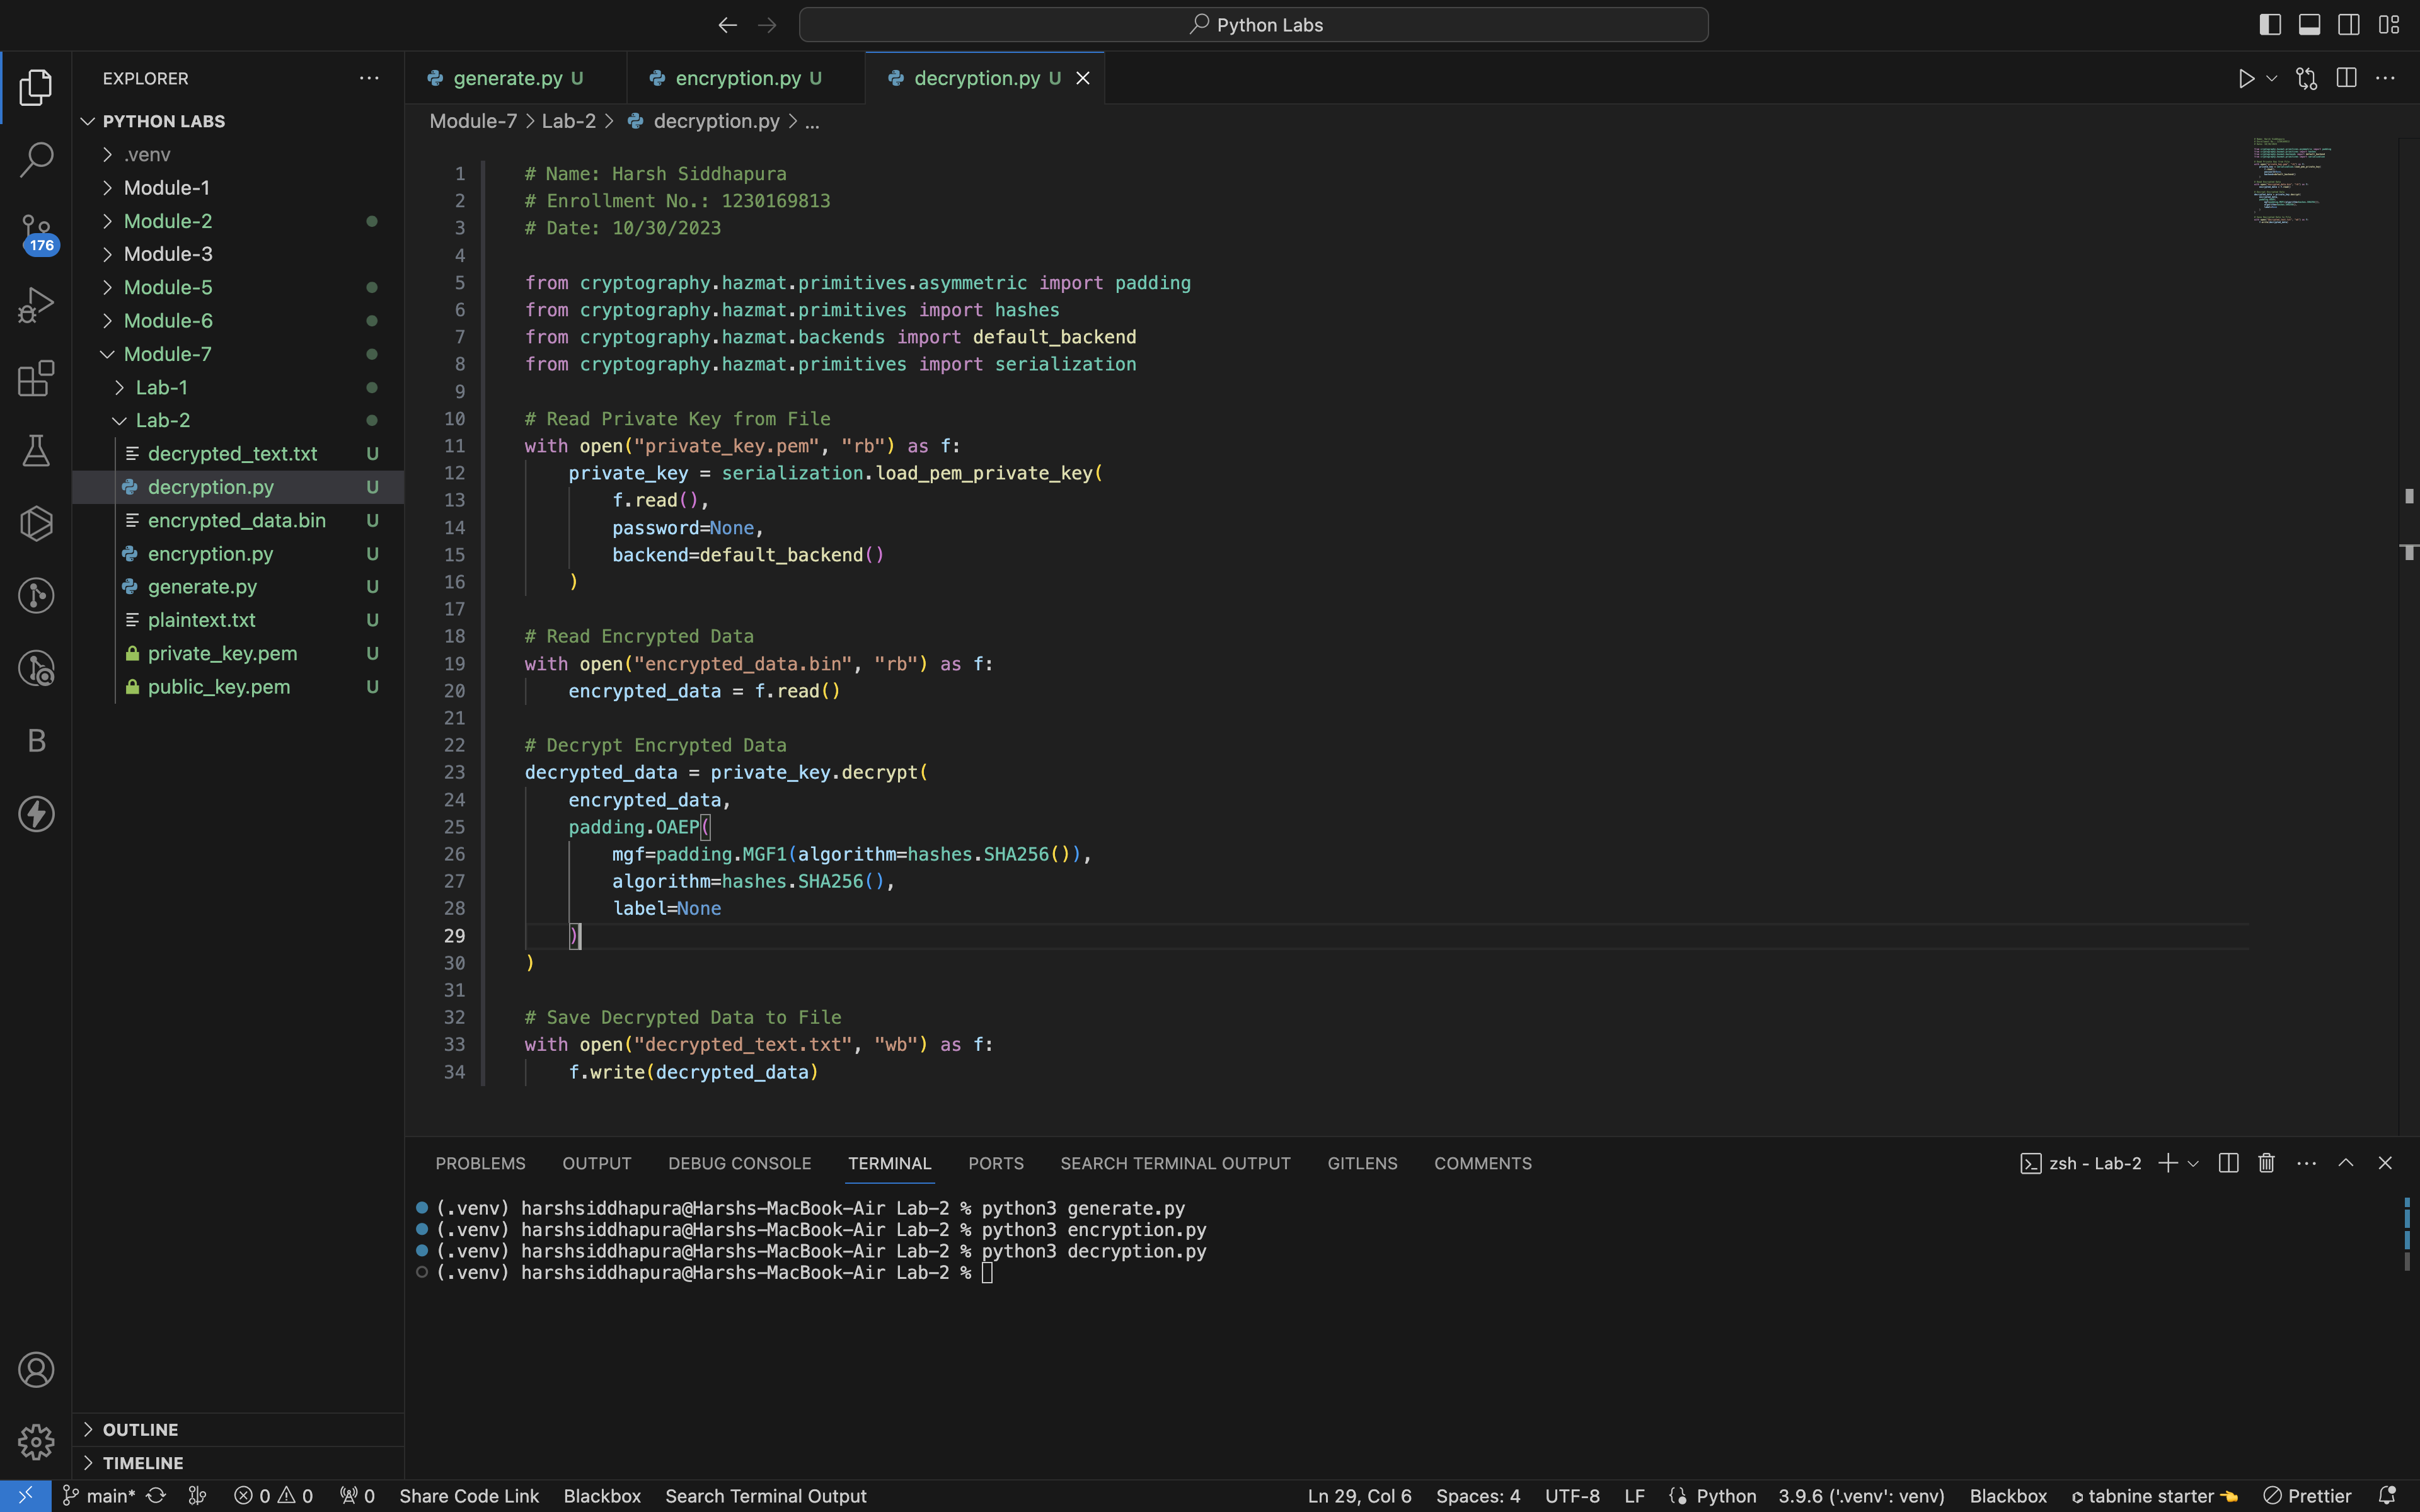 Python Labs
EXPLORER
PYTHON LABS
.venv
Module-1
Module-2
Module-3
Module-5
Module-6
Module-7
Lab-1
Lab-2
decrypted_text.txt U
decryption.py U
encrypted_data.bin U
encryption.py U
generate.py U
plaintext.txt U
private_key.pem U
public_key.pem U
176
B
OUTLINE
TIMELINE
generate.py U
encryption.py U
decryption.py U
Module-7 > Lab-2 > decryption.py > ...
1 # Name: Harsh Siddhapura
2 # Enrollment No.: 1230169813
3 # Date: 10/30/2023
4
5 from cryptography.hazmat.primitives.asymmetric import padding
6 from cryptography.hazmat.primitives import hashes
7 from cryptography.hazmat.backends import default_backend
8 from cryptography.hazmat.primitives import serialization
9
10 # Read Private Key from File
11 with open("private_key.pem", "rb") as f:
12     private_key = serialization.load_pem_private_key(
13         f.read(),
14         password=None,
15         backend=default_backend()
16     )
17
18 # Read Encrypted Data
19 with open("encrypted_data.bin", "rb") as f:
20     encrypted_data = f.read()
21
22 # Decrypt Encrypted Data
23 decrypted_data = private_key.decrypt(
24     encrypted_data,
25     padding.OAEP(
26         mgf=padding.MGF1(algorithm=hashes.SHA256()),
27         algorithm=hashes.SHA256(),
28         label=None
29     )
30 )
31
32 # Save Decrypted Data to File
33 with open("decrypted_text.txt", "wb") as f:
34     f.write(decrypted_data)
PROBLEMS OUTPUT DEBUG CONSOLE TERMINAL PORTS SEARCH TERMINAL OUTPUT GITLENS COMMENTS zsh - Lab-2
(.venv) harshsiddhapura@Harshs-MacBook-Air Lab-2 % python3 generate.py
(.venv) harshsiddhapura@Harshs-MacBook-Air Lab-2 % python3 encryption.py
(.venv) harshsiddhapura@Harshs-MacBook-Air Lab-2 % python3 decryption.py
(.venv) harshsiddhapura@Harshs-MacBook-Air Lab-2 %
main* 0 0 0 Share Code Link Blackbox Search Terminal Output Ln 29, Col 6 Spaces: 4 UTF-8 LF Python 3.9.6 ('.venv': venv) Blackbox tabnine starter Prettier